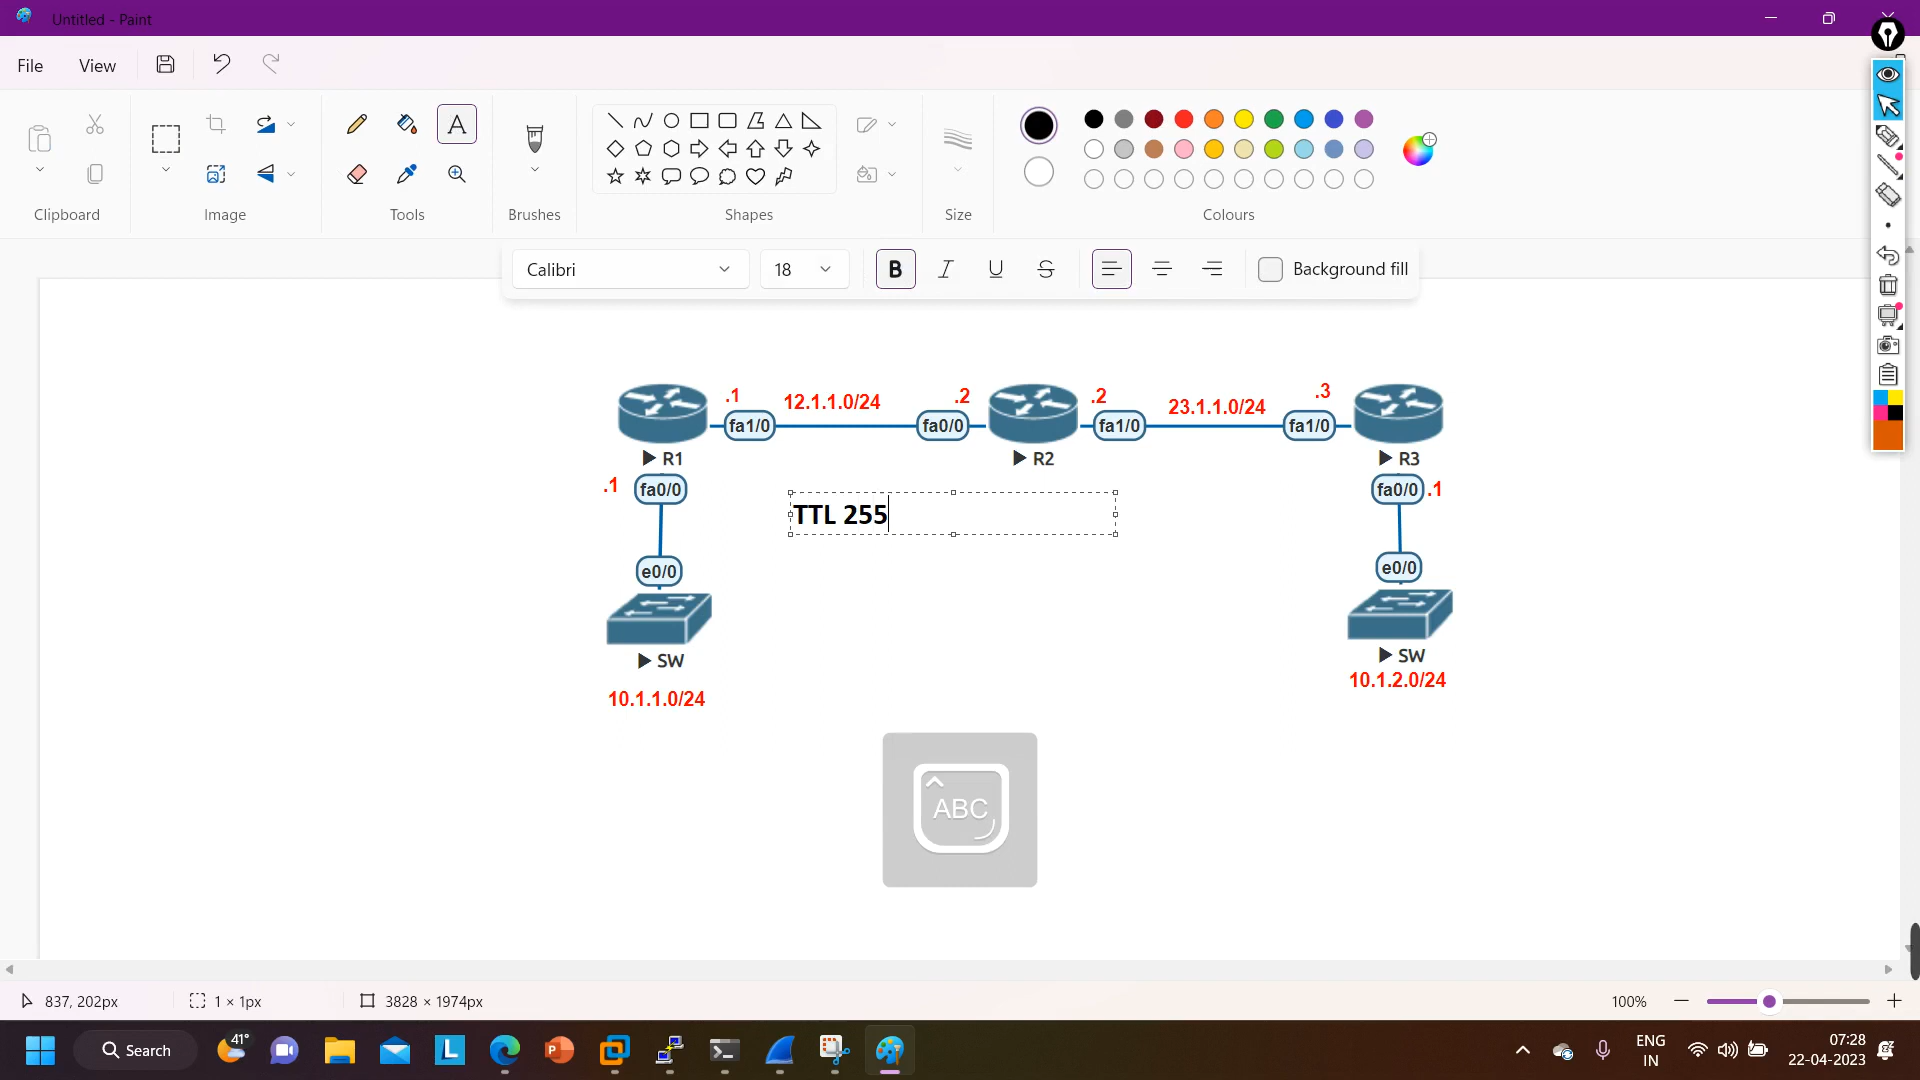 Untitled - Paint
File
View
Clipboard
Image
Tools
Brushes
Shapes
Size
Colours
A
Calibri
18
B
I
U
S
Background fill
.1
12.1.1.0/24
.2
.2
23.1.1.0/24
.3
fa1/0
fa0/0
fa1/0
fa1/0
R1
R2
R3
.1
fa0/0
fa0/0
.1
TTL 255
e0/0
e0/0
SW
SW
10.1.1.0/24
10.1.2.0/24
ABC
837, 202px
1 × 1px
3828 × 1974px
100%
41°
Search
L
P
ENG
IN
07:28
22-04-2023